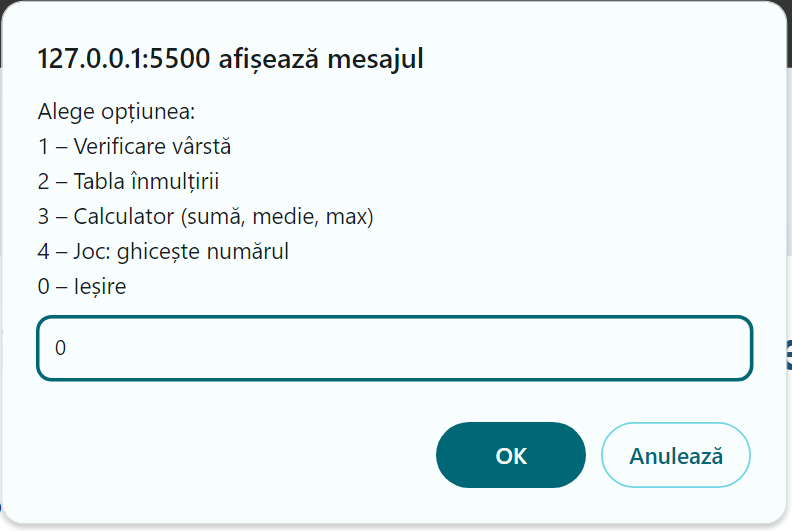 127.0.0.1:5500 afișează mesajul
Alege opțiunea:
1 – Verificare vârstă
2 – Tabla înmulțirii
3 – Calculator (sumă, medie, max)
4 – Joc: ghicește numărul
0 – Ieșire
0
OK
Anulează